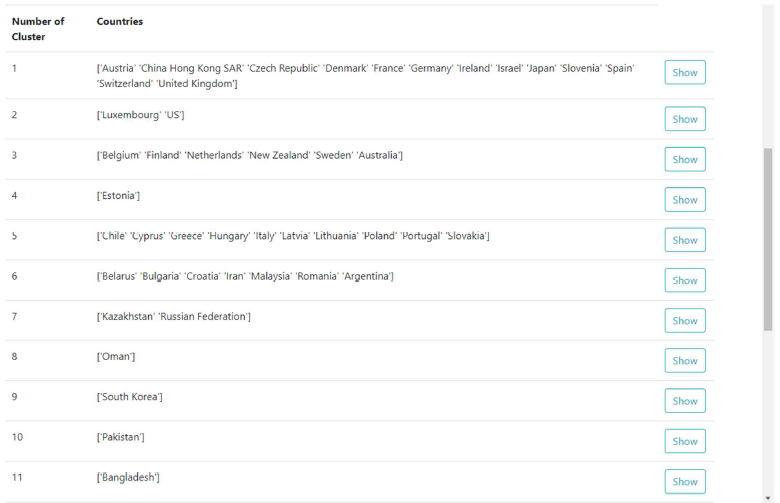 Number of Countries
Cluster
1 ['Austria' 'China Hong Kong SAR' 'Czech Republic' 'Denmark' 'France' 'Germany' 'Ireland' 'Israel' 'Japan' 'Slovenia' 'Spain' Show
'Switzerland' 'United Kingdom']
2 ['Luxembourg' 'US'] Show
3 ['Belgium' 'Finland' 'Netherlands' 'New Zealand' 'Sweden' 'Australia'] Show
4 ['Estonia'] Show
5 ['Chile' 'Cyprus' 'Greece' 'Hungary' 'Italy' 'Latvia' 'Lithuania' 'Poland' 'Portugal' 'Slovakia'] Show
6 ['Belarus' 'Bulgaria' 'Croatia' 'Iran' 'Malaysia' 'Romania' 'Argentina'] Show
7 ['Kazakhstan' 'Russian Federation'] Show
8 ['Oman'] Show
9 ['South Korea'] Show
10 ['Pakistan'] Show
11 ['Bangladesh'] Show